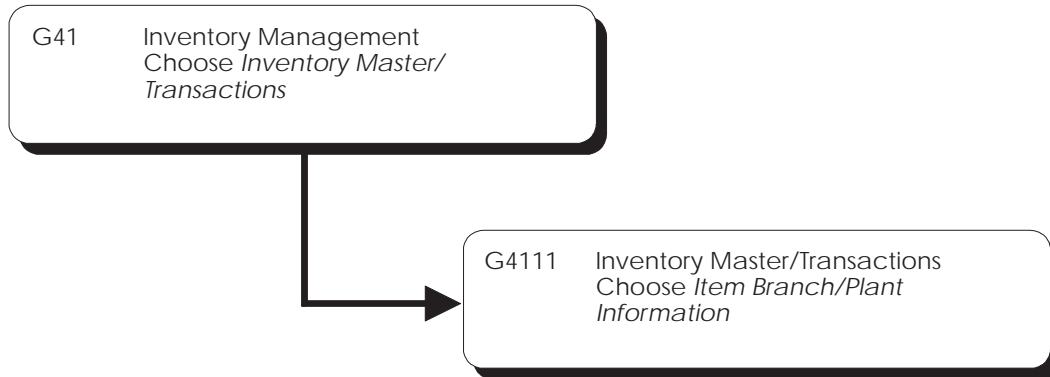 G41 Inventory Management
Choose Inventory Master/
Transactions
G4111 Inventory Master/Transactions
Choose Item Branch/Plant
Information